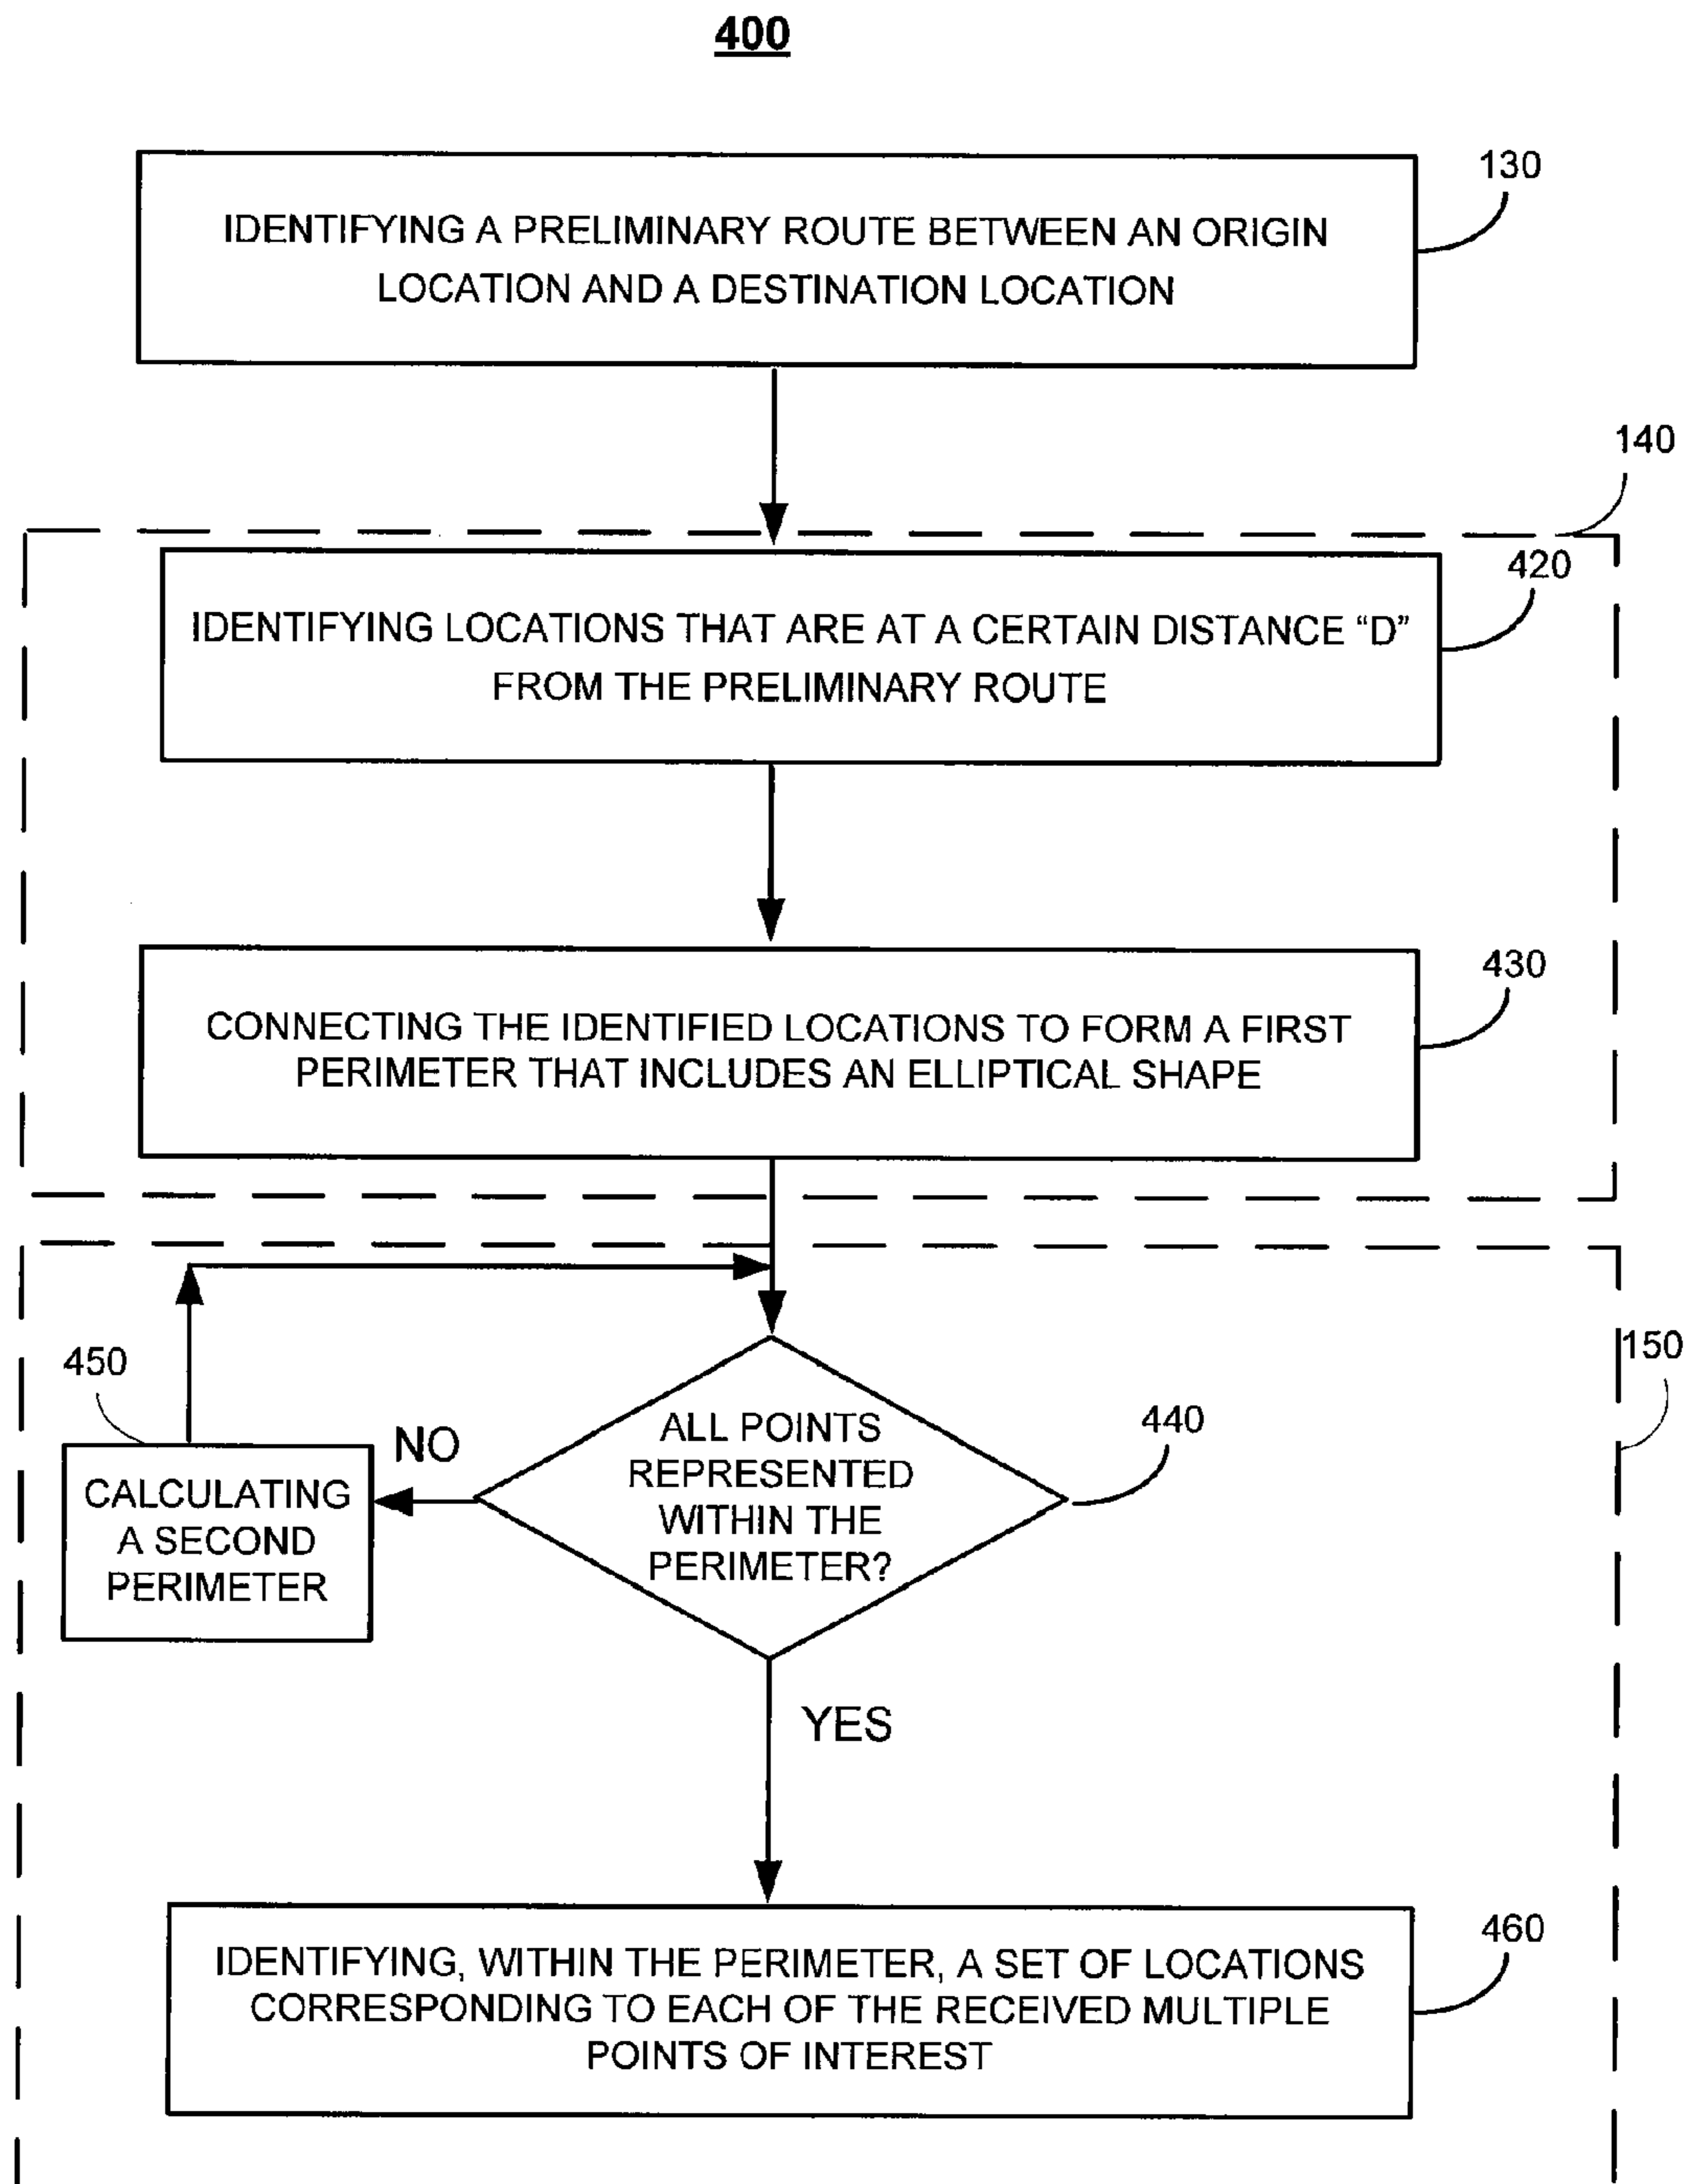 400
130
IDENTIFYING A PRELIMINARY ROUTE BETWEEN AN ORIGIN
LOCATION AND A DESTINATION LOCATION
140
420
IDENTIFYING LOCATIONS THAT ARE AT A CERTAIN DISTANCE “D”
FROM THE PRELIMINARY ROUTE
430
CONNECTING THE IDENTIFIED LOCATIONS TO FORM A FIRST
PERIMETER THAT INCLUDES AN ELLIPTICAL SHAPE
150
450
CALCULATING
A SECOND
PERIMETER
NO
440
ALL POINTS
REPRESENTED
WITHIN THE
PERIMETER?
YES
460
IDENTIFYING, WITHIN THE PERIMETER, A SET OF LOCATIONS
CORRESPONDING TO EACH OF THE RECEIVED MULTIPLE
POINTS OF INTEREST